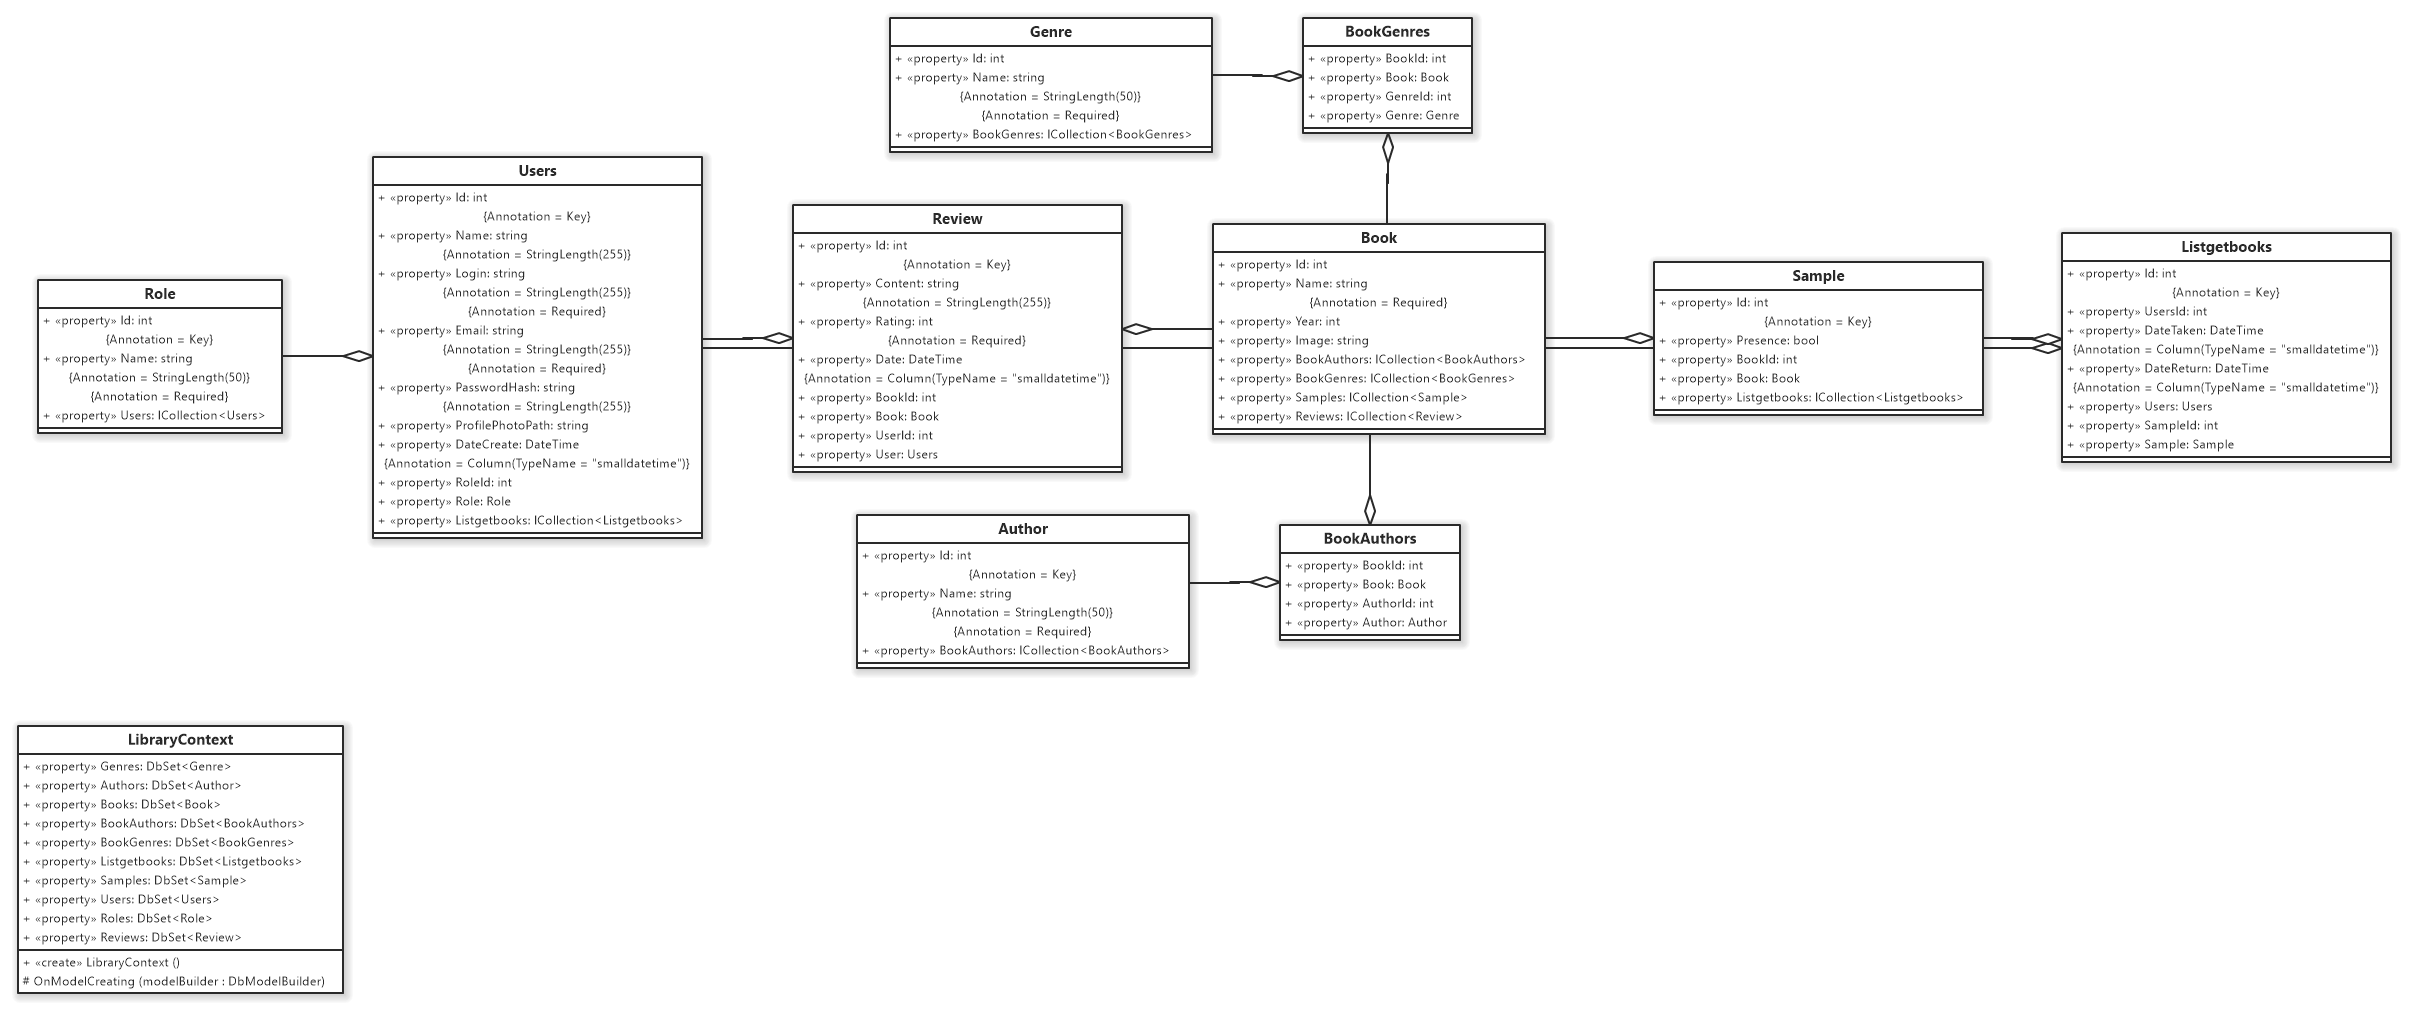 Genre
+ «property» Id: int
+ «property» Name: string
{Annotation = StringLength(50)}
{Annotation = Required}
+ «property» BookGenres: ICollection<BookGenres>
BookGenres
+ «property» BookId: int
+ «property» Book: Book
+ «property» GenreId: int
+ «property» Genre: Genre
Role
+ «property» Id: int
{Annotation = Key}
+ «property» Name: string
{Annotation = StringLength(50)}
{Annotation = Required}
+ «property» Users: ICollection<Users>
Users
+ «property» Id: int
{Annotation = Key}
+ «property» Name: string
{Annotation = StringLength(255)}
+ «property» Login: string
{Annotation = StringLength(255)}
{Annotation = Required}
+ «property» Email: string
{Annotation = StringLength(255)}
{Annotation = Required}
+ «property» PasswordHash: string
{Annotation = StringLength(255)}
+ «property» ProfilePhotoPath: string
+ «property» DateCreate: DateTime
{Annotation = Column(TypeName = "smalldatetime")}
+ «property» RoleId: int
+ «property» Role: Role
+ «property» Listgetbooks: ICollection<Listgetbooks>
Review
+ «property» Id: int
{Annotation = Key}
+ «property» Content: string
{Annotation = StringLength(255)}
+ «property» Rating: int
{Annotation = Required}
+ «property» Date: DateTime
{Annotation = Column(TypeName = "smalldatetime")}
+ «property» BookId: int
+ «property» Book: Book
+ «property» UserId: int
+ «property» User: Users
Book
+ «property» Id: int
+ «property» Name: string
{Annotation = Required}
+ «property» Year: int
+ «property» Image: string
+ «property» BookAuthors: ICollection<BookAuthors>
+ «property» BookGenres: ICollection<BookGenres>
+ «property» Samples: ICollection<Sample>
+ «property» Reviews: ICollection<Review>
Sample
+ «property» Id: int
{Annotation = Key}
+ «property» Presence: bool
+ «property» BookId: int
+ «property» Book: Book
+ «property» Listgetbooks: ICollection<Listgetbooks>
Listgetbooks
+ «property» Id: int
{Annotation = Key}
+ «property» UsersId: int
+ «property» DateTaken: DateTime
{Annotation = Column(TypeName = "smalldatetime")}
+ «property» DateReturn: DateTime
{Annotation = Column(TypeName = "smalldatetime")}
+ «property» Users: Users
+ «property» SampleId: int
+ «property» Sample: Sample
Author
+ «property» Id: int
{Annotation = Key}
+ «property» Name: string
{Annotation = StringLength(50)}
{Annotation = Required}
+ «property» BookAuthors: ICollection<BookAuthors>
BookAuthors
+ «property» BookId: int
+ «property» Book: Book
+ «property» AuthorId: int
+ «property» Author: Author
LibraryContext
+ «property» Genres: DbSet<Genre>
+ «property» Authors: DbSet<Author>
+ «property» Books: DbSet<Book>
+ «property» BookAuthors: DbSet<BookAuthors>
+ «property» BookGenres: DbSet<BookGenres>
+ «property» Listgetbooks: DbSet<Listgetbooks>
+ «property» Samples: DbSet<Sample>
+ «property» Users: DbSet<Users>
+ «property» Roles: DbSet<Role>
+ «property» Reviews: DbSet<Review>
+ «create» LibraryContext ()
# OnModelCreating (modelBuilder : DbModelBuilder)